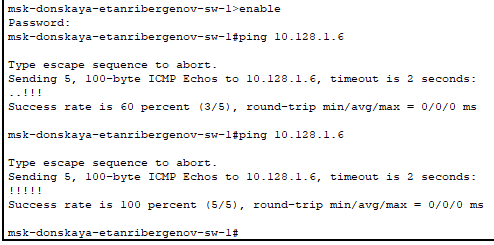 msk-donskaya-etanribergenov-sw-1>enable
Password:
msk-donskaya-etanribergenov-sw-1#ping 10.128.1.6
Type escape sequence to abort.
Sending 5, 100-byte ICMP Echos to 10.128.1.6, timeout is 2 seconds:
..!!!
Success rate is 60 percent (3/5), round-trip min/avg/max = 0/0/0 ms
msk-donskaya-etanribergenov-sw-1#ping 10.128.1.6
Type escape sequence to abort.
Sending 5, 100-byte ICMP Echos to 10.128.1.6, timeout is 2 seconds:
!!!!!
Success rate is 100 percent (5/5), round-trip min/avg/max = 0/0/0 ms
msk-donskaya-etanribergenov-sw-1#